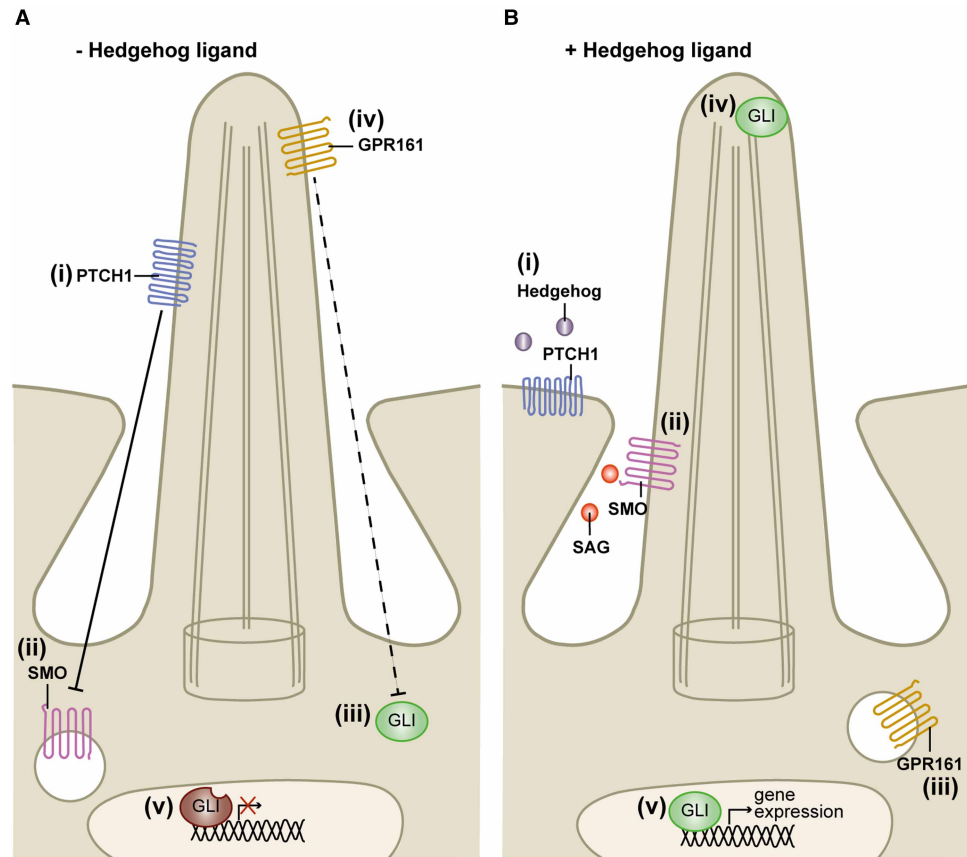 A
- Hedgehog ligand
(iv)
GPR161
(i) PTCH1
(ii)
SMO
(iii) GLI
(v) GLI
B
+ Hedgehog ligand
(iv) GLI
(i)
Hedgehog
PTCH1
(ii)
SMO
SAG
GPR161
(iii)
(v) GLI
gene
expression